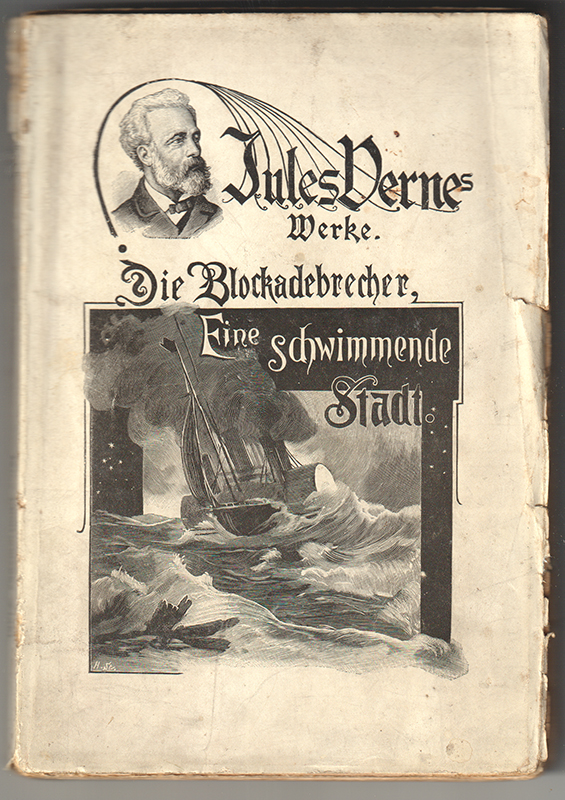 Jules Vernes
Werke.
Die Blockadebrecher,
Eine schwimmende
Stadt.